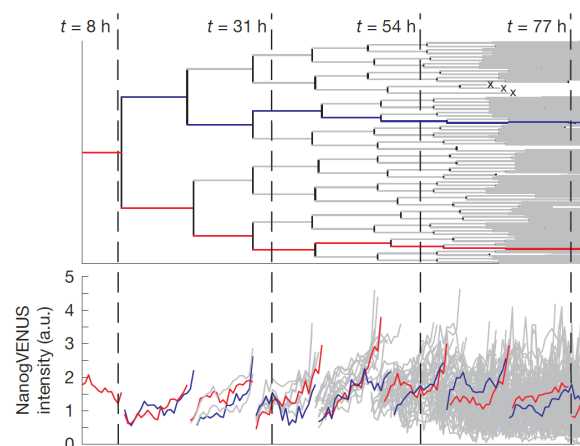 t = 8 h t = 31 h t = 54 h t = 77 h
x
x
x
5
4
3
2
1
0
NanogVENUS
intensity (a.u.)